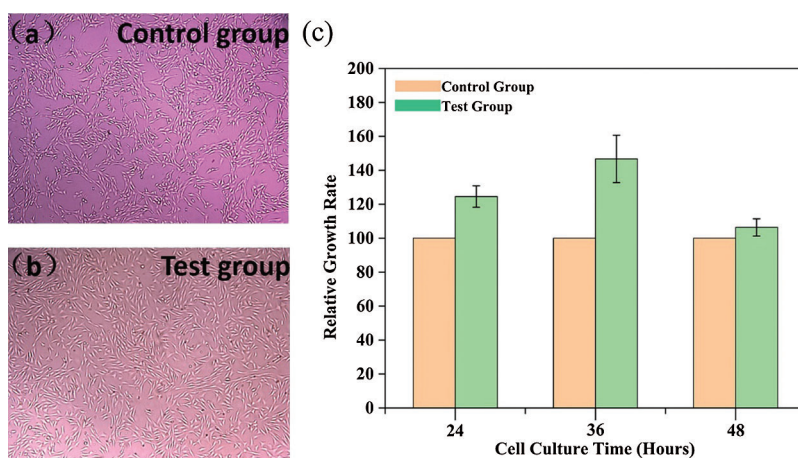 （a） Control group
（b） Test group
(c)
Control Group
Test Group
Relative Growth Rate
200
180
160
140
120
100
80
60
40
20
0
24 36 48
Cell Culture Time (Hours)